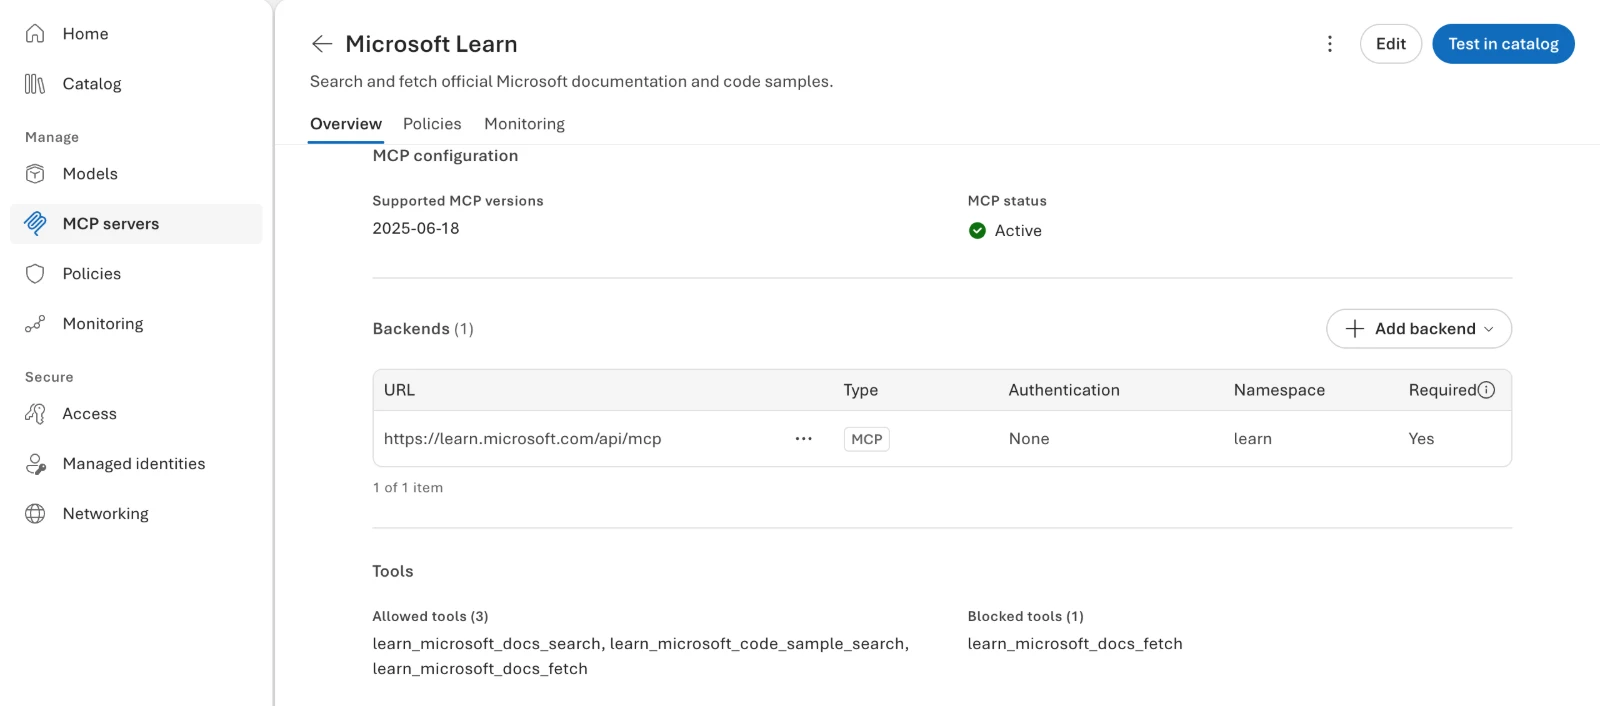 Home
Catalog
Manage
Models
MCP servers
Policies
Monitoring
Secure
Access
Managed identities
Networking
Microsoft Learn
Edit
Test in catalog
Search and fetch official Microsoft documentation and code samples.
Overview Policies Monitoring
MCP configuration
Supported MCP versions
2025-06-18
MCP status
Active
Backends (1)
Add backend
URL Type Authentication Namespace Required
https://learn.microsoft.com/api/mcp MCP None learn Yes
1 of 1 item
Tools
Allowed tools (3)
learn_microsoft_docs_search, learn_microsoft_code_sample_search,
learn_microsoft_docs_fetch
Blocked tools (1)
learn_microsoft_docs_fetch